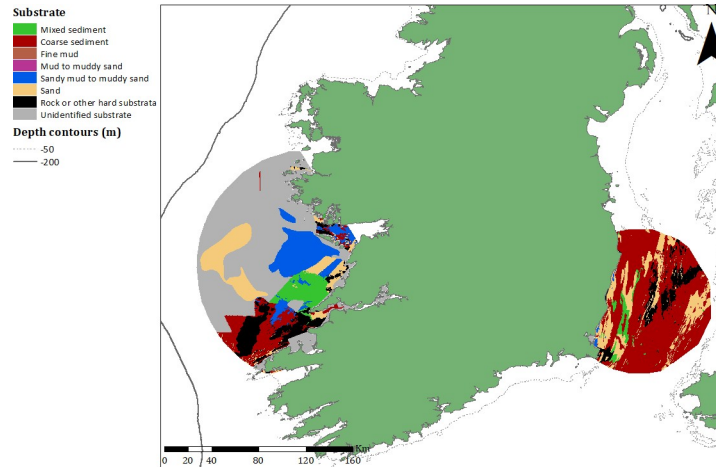 Substrate
Mixed sediment
Coarse sediment
Fine mud
Mud to muddy sand
Sandy mud to muddy sand
Sand
Rock or other hard substrata
Unidentified substrate
Depth contours (m)
-50
-200
N
Km
0 20 40 80 120 160